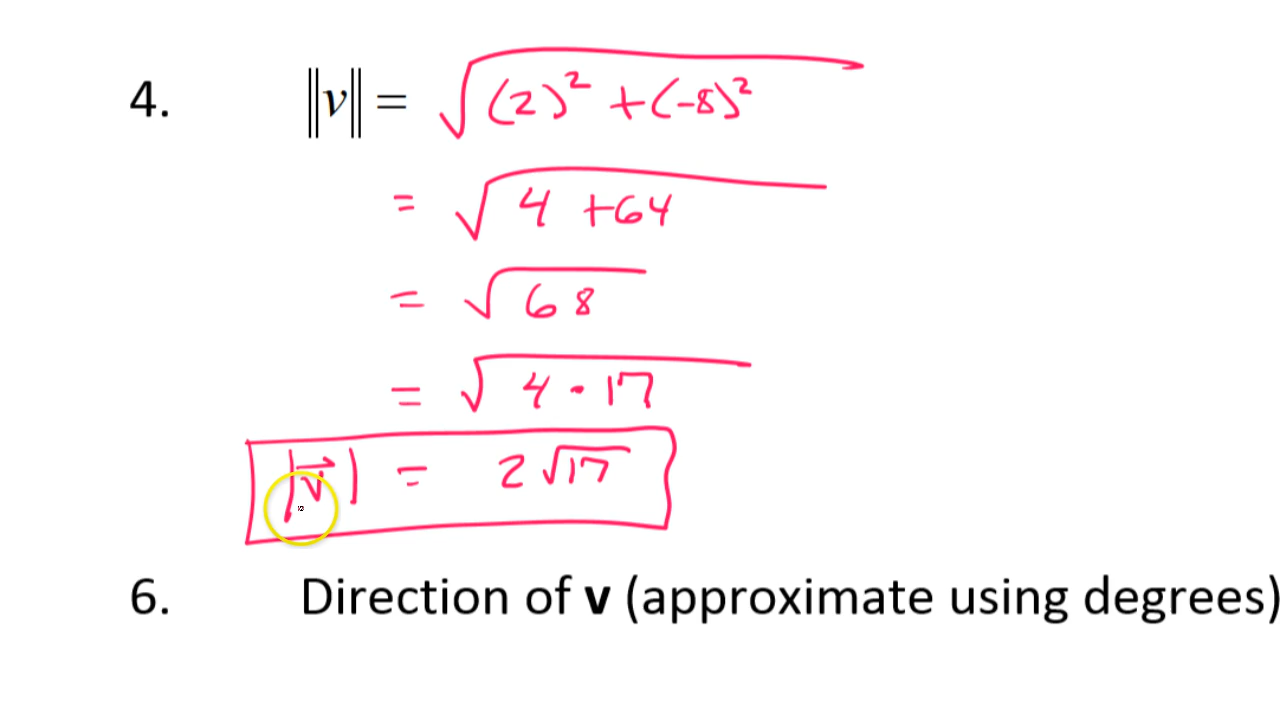 4. ‖v‖ = √((2)² + (-8)²)
= √(4 + 64)
= √68
= √(4 · 17)
|v⃗| = 2√17
6. Direction of v (approximate using degrees)